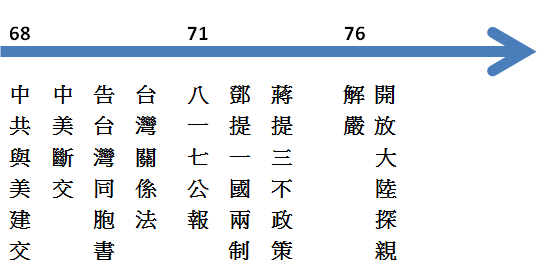 68 71 76
中共與美建交
中美斷交
告台灣同胞書
台灣關係法
八一七公報
鄧提一國兩制
蔣提三不政策
解嚴
開放大陸探親